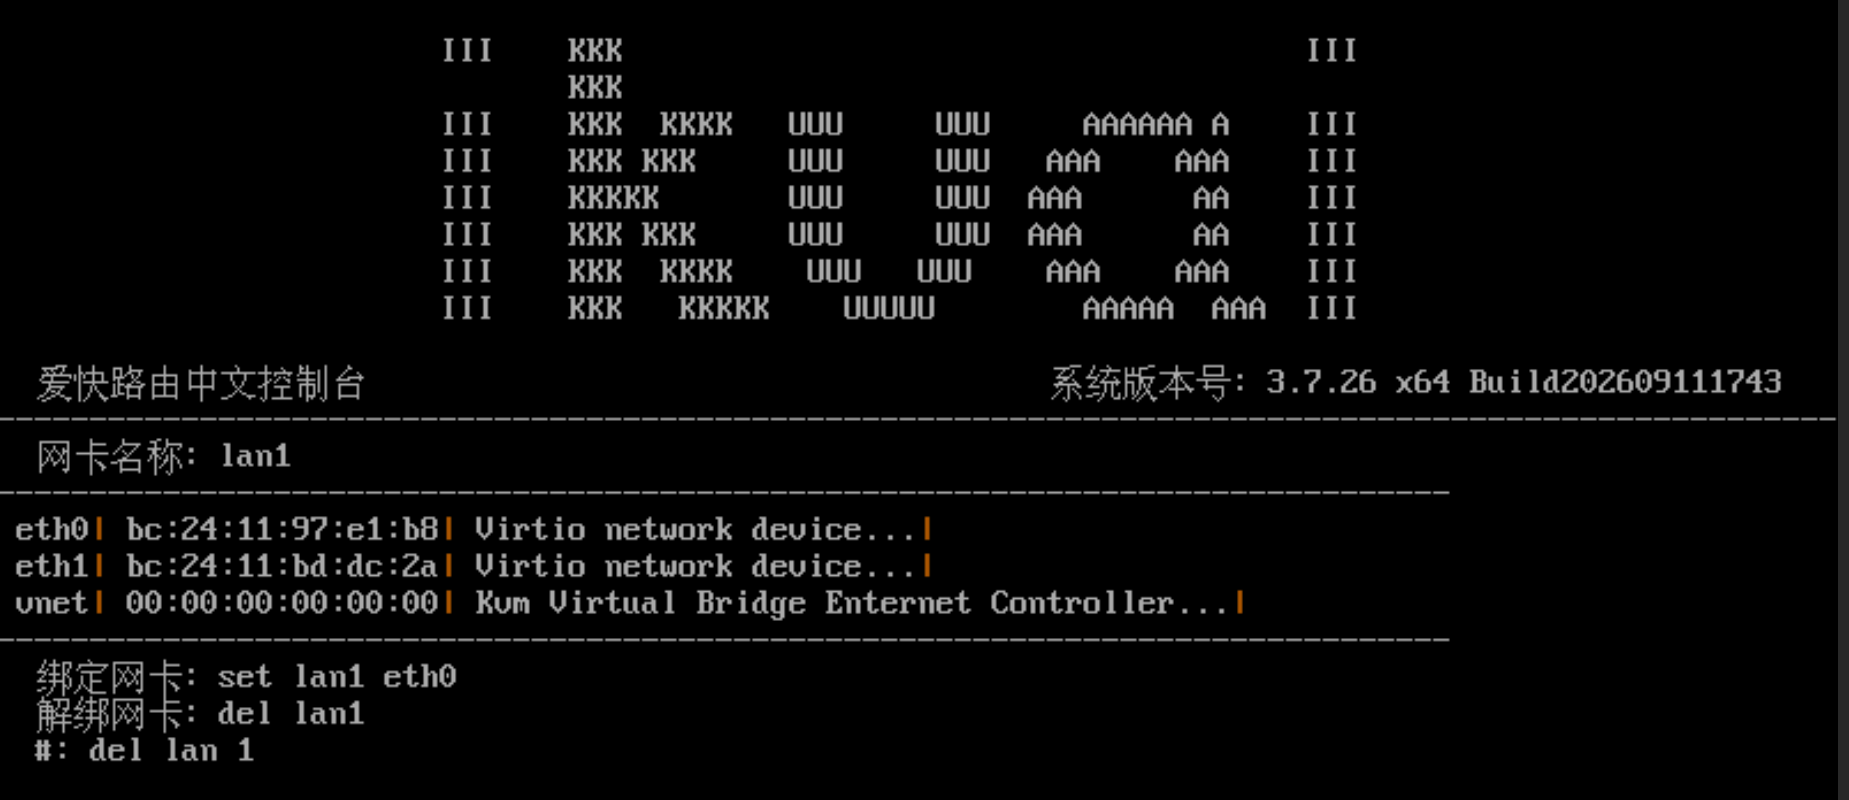 III    KKK                                     III
       KKK
III    KKK  KKKK   UUU     UUU     AAAAAA A    III
III    KKK KKK     UUU     UUU   AAA    AAA    III
III    KKKKK       UUU     UUU  AAA      AA    III
III    KKK KKK     UUU     UUU  AAA      AA    III
III    KKK  KKKK    UUU   UUU    AAA    AAA    III
III    KKK   KKKKK    UUUUU        AAAAA  AAA  III
爱快路由中文控制台 系统版本号: 3.7.26 x64 Build202609111743
网卡名称: lan1
eth0| bc:24:11:97:e1:b8| Virtio network device...|
eth1| bc:24:11:bd:dc:2a| Virtio network device...|
vnet| 00:00:00:00:00:00| Kvm Virtual Bridge Enternet Controller...|
绑定网卡: set lan1 eth0
解绑网卡: del lan1
#: del lan 1